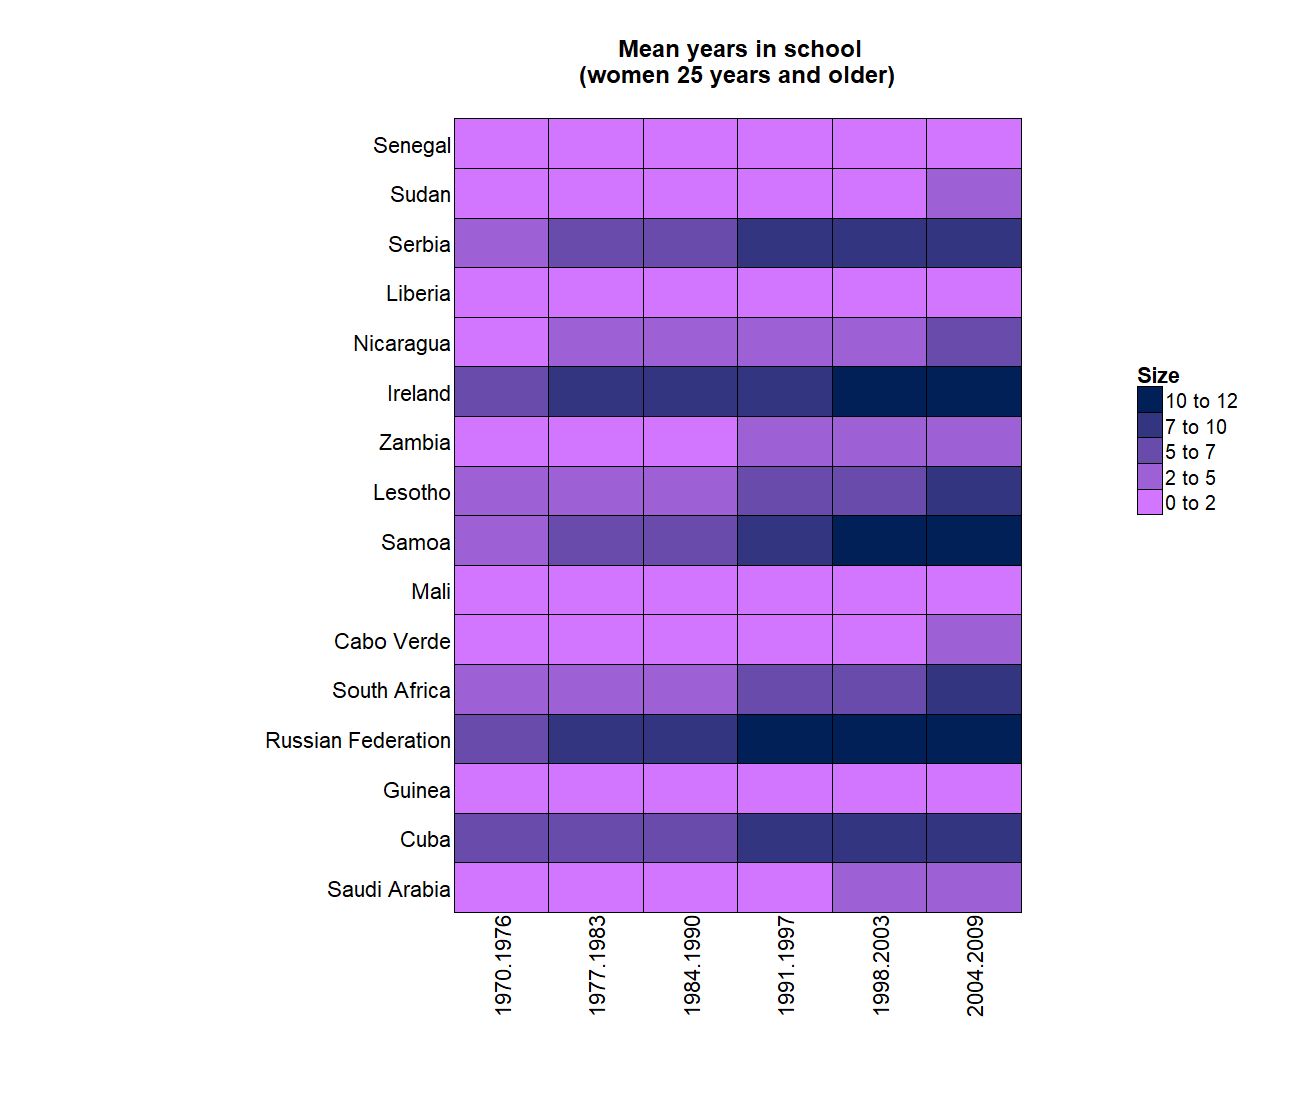 Mean years in school
(women 25 years and older)
Senegal
Sudan
Serbia
Liberia
Nicaragua
Ireland
Zambia
Lesotho
Samoa
Mali
Cabo Verde
South Africa
Russian Federation
Guinea
Cuba
Saudi Arabia
1970.1976
1977.1983
1984.1990
1991.1997
1998.2003
2004.2009
Size
10 to 12
7 to 10
5 to 7
2 to 5
0 to 2